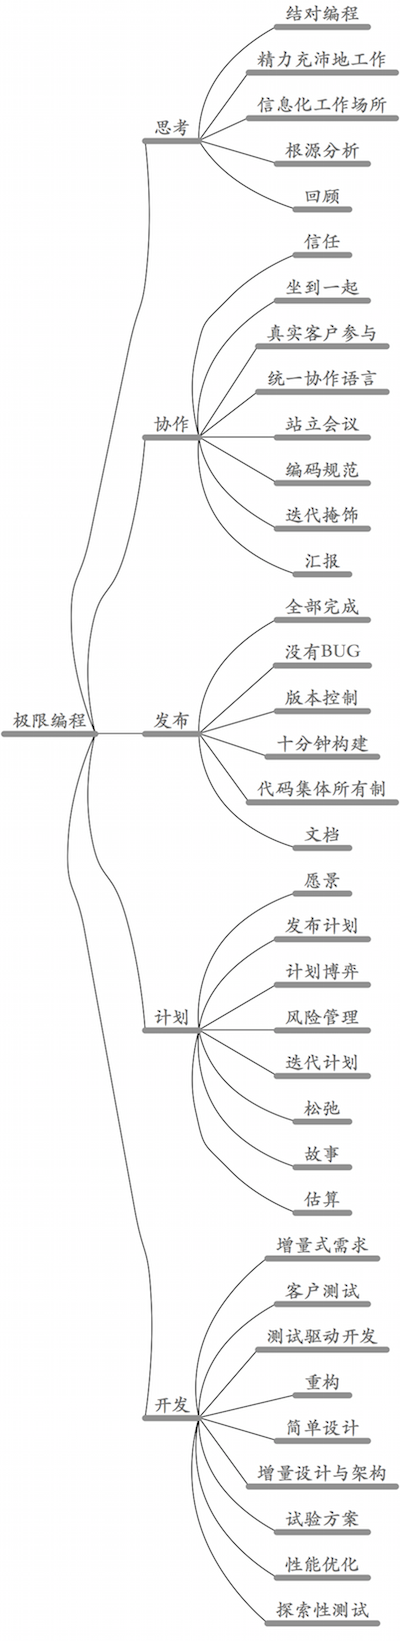 极限编程
思考
结对编程
精力充沛地工作
信息化工作场所
根源分析
回顾
协作
信任
坐到一起
真实客户参与
统一协作语言
站立会议
编码规范
迭代掩饰
汇报
发布
全部完成
没有BUG
版本控制
十分钟构建
代码集体所有制
文档
计划
愿景
发布计划
计划博弈
风险管理
迭代计划
松弛
故事
估算
开发
增量式需求
客户测试
测试驱动开发
重构
简单设计
增量设计与架构
试验方案
性能优化
探索性测试